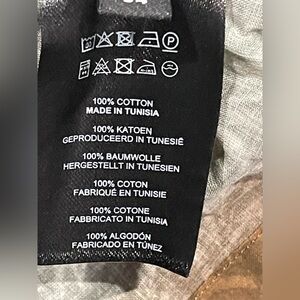 100% COTTON
MADE IN TUNISIA
100% KATOEN
GEPRODUCEERD IN TUNESIË
100% BAUMWOLLE
HERGESTELLT IN TUNESIEN
100% COTON
FABRIQUÉ EN TUNISIE
100% COTONE
FABBRICATO IN TUNISIA
100% ALGODÓN
FABRICADO EN TÚNEZ